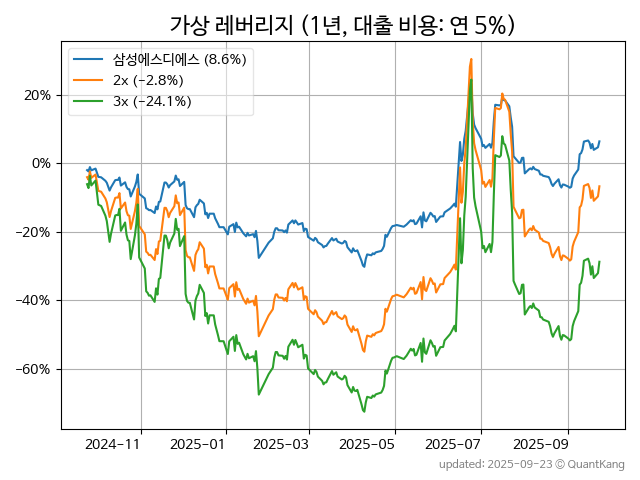 가상 레버리지 (1년, 대출 비용: 연 5%)
삼성에스디에스 (8.6%)
2x (−2.8%)
3x (−24.1%)
20%
0%
−20%
−40%
−60%
2024-11
2025-01
2025-03
2025-05
2025-07
2025-09
updated: 2025-09-23 ⓒ QuantKang